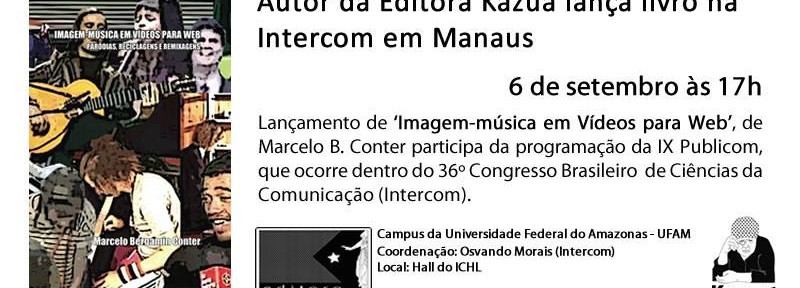 Autor da Editora Kazuá lança livro na
Intercom em Manaus
6 de setembro às 17h
Lançamento de ‘Imagem-música em Vídeos para Web’, de
Marcelo B. Conter participa da programação da IX Publicom,
que ocorre dentro do 36º Congresso Brasileiro de Ciências da
Comunicação (Intercom).
Campus da Universidade Federal do Amazonas - UFAM
Coordenação: Osvando Morais (Intercom)
Local: Hall do ICHL
IMAGEM-MÚSICA EM VÍDEOS PARA WEB
PARÓDIAS, RECICLAGENS E REMIXAGENS
Marcelo Bergamin Conter